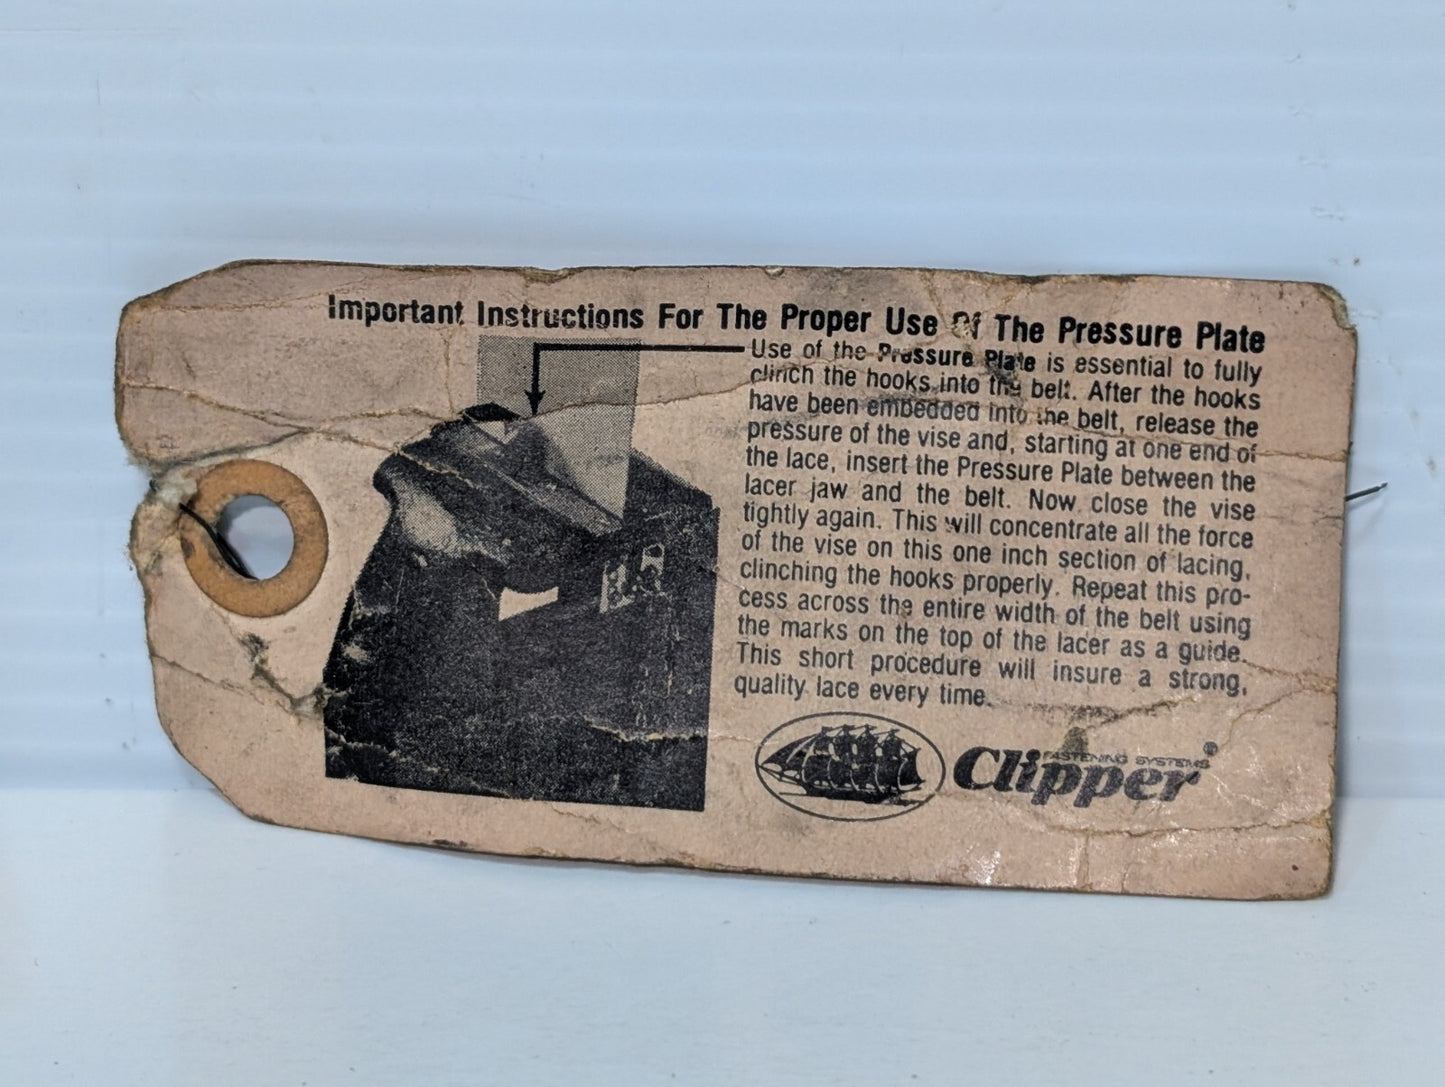 Important Instructions For The Proper Use Of The Pressure Plate
Use of the Pressure Plate is essential to fully
clinch the hooks into the belt. After the hooks
have been embedded into the belt, release the
pressure of the vise and, starting at one end of
the lace, insert the Pressure Plate between the
lacer jaw and the belt. Now close the vise
tightly again. This will concentrate all the force
of the vise on this one inch section of lacing,
clinching the hooks properly. Repeat this pro-
cess across the entire width of the belt using
the marks on the top of the lacer as a guide.
This short procedure will insure a strong,
quality lace every time.
FASTENING SYSTEMS
Clipper®